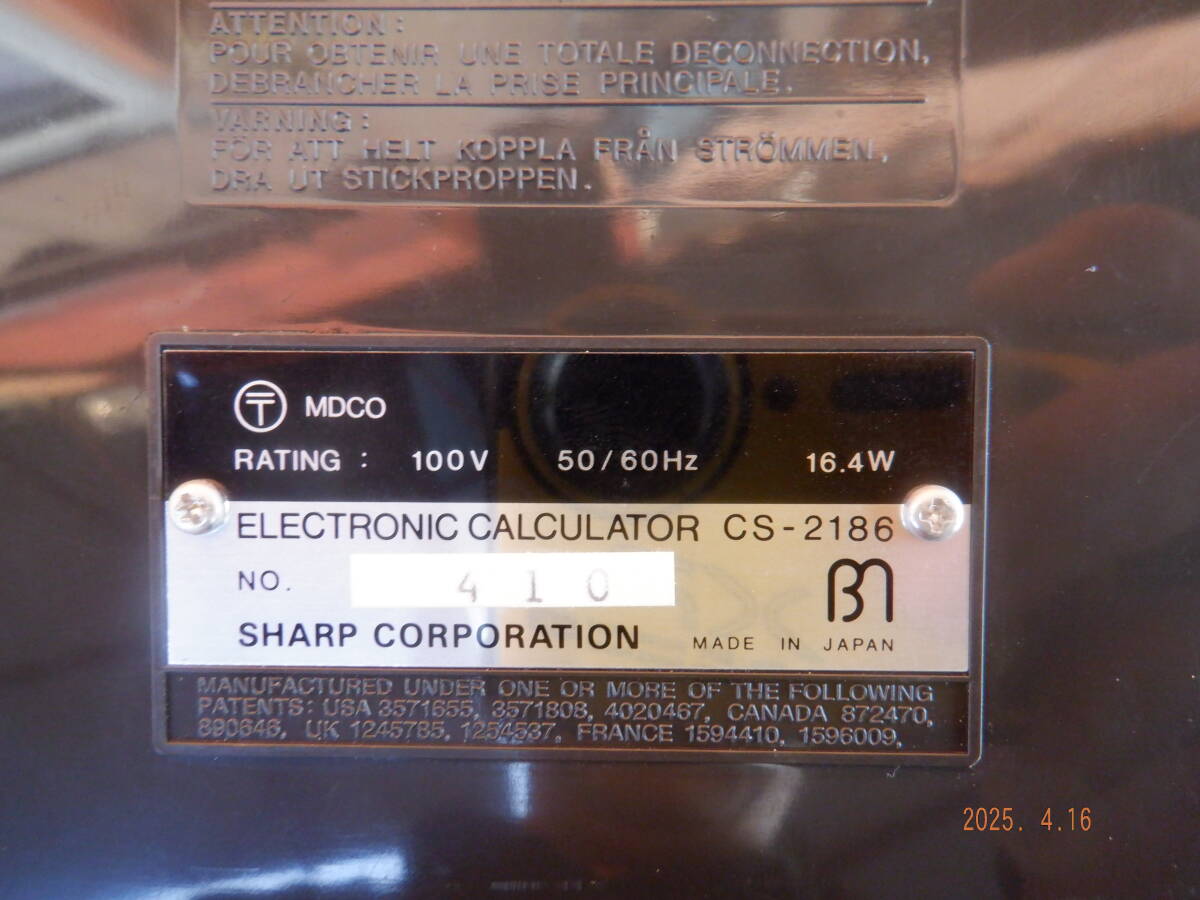 ATTENTION:
POUR OBTENIR UNE TOTALE DECONNECTION,
DEBRANCHER LA PRISE PRINCIPALE.
VARNING:
FÖR ATT HELT KOPPLA FRÅN STRÖMMEN,
DRA UT STICKPROPPEN.
〒 MDCO
RATING : 100V 50/60Hz 16.4W
ELECTRONIC CALCULATOR CS-2186
NO. 410
SHARP CORPORATION MADE IN JAPAN
MANUFACTURED UNDER ONE OR MORE OF THE FOLLOWING
PATENTS: USA 3571655, 3571808, 4020467, CANADA 872470,
890648, UK 1245785, 1254537, FRANCE 1594410, 1596009,
2025. 4.16